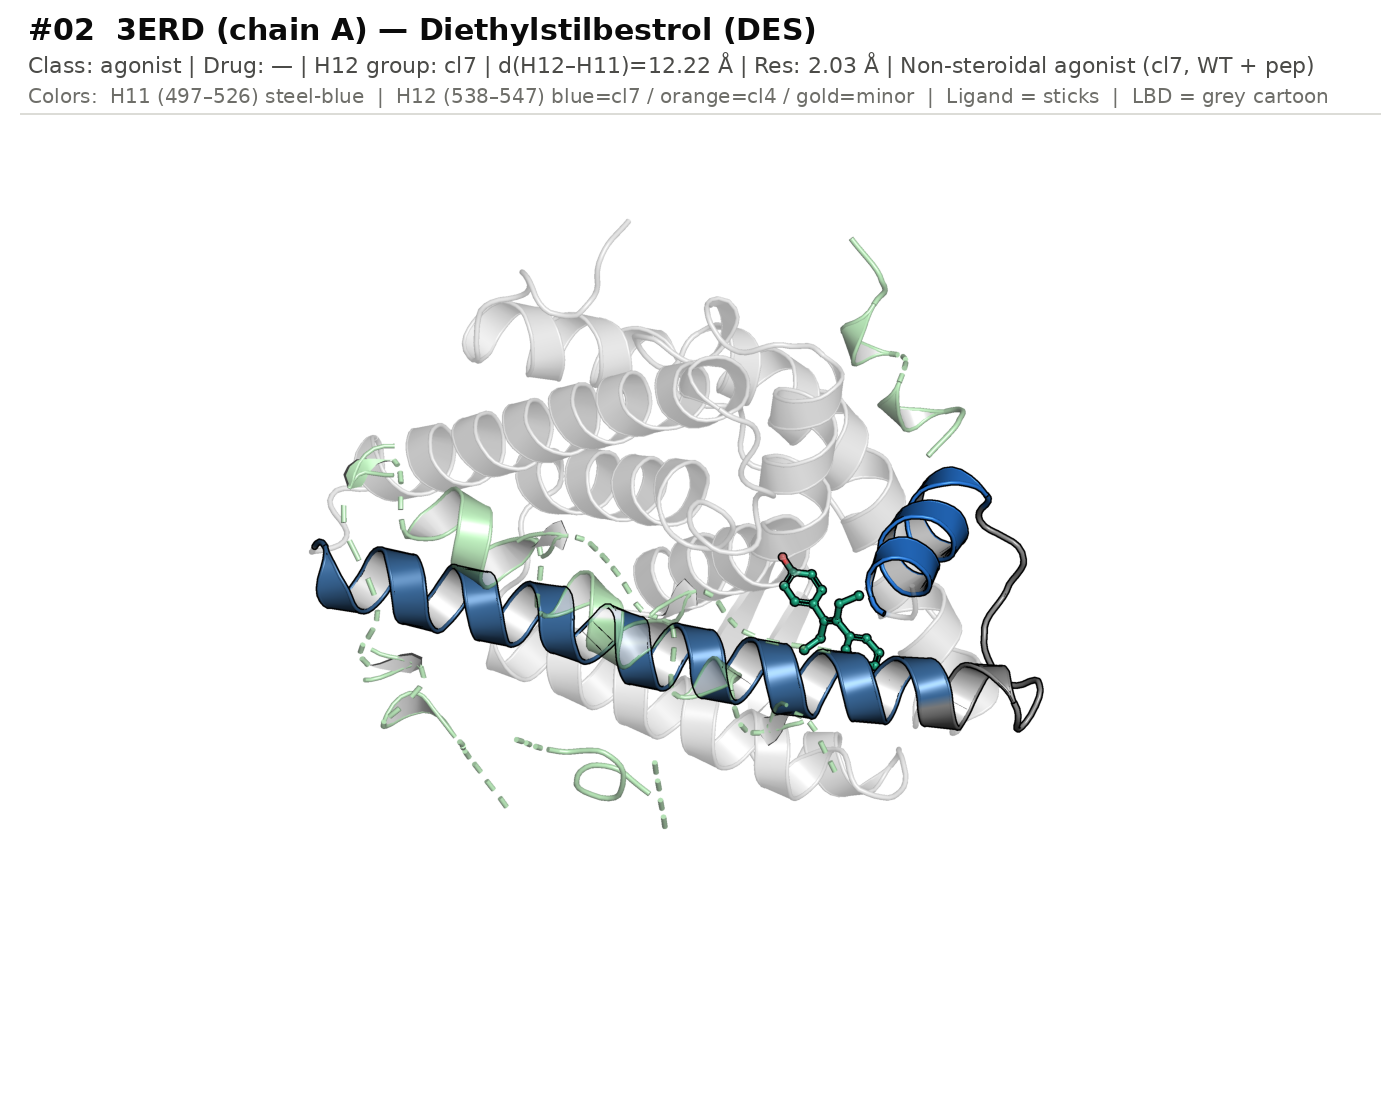 #02  3ERD (chain A) — Diethylstilbestrol (DES)
Class: agonist | Drug: — | H12 group: cl7 | d(H12–H11)=12.22 Å | Res: 2.03 Å | Non-steroidal agonist (cl7, WT + pep)
Colors:  H11 (497–526) steel-blue  |  H12 (538–547) blue=cl7 / orange=cl4 / gold=minor  |  Ligand = sticks  |  LBD = grey cartoon